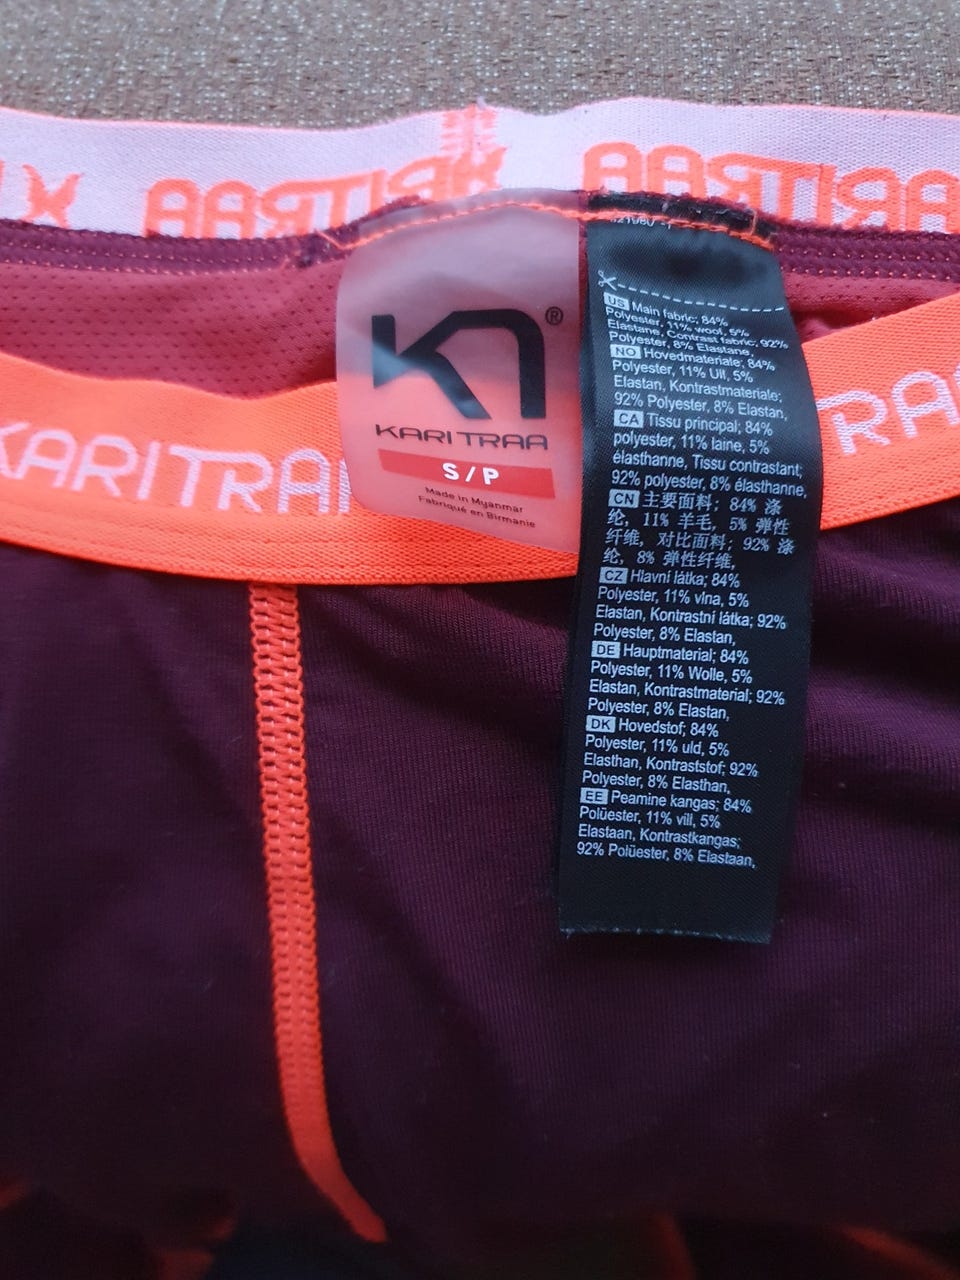 KARITRAA
KARITRAA
KARITRA
RA
K7®
KARI TRAA
S/P
Made in Myanmar
Fabriqué en Birmanie
US Main fabric; 84%
Polyester, 11% wool, 5%
Elastane, Contrast fabric; 92%
Polyester, 8% Elastane,
NO Hovedmateriale; 84%
Polyester, 11% Ull, 5%
Elastan, Kontrastmateriale;
92% Polyester, 8% Elastan,
CA Tissu principal; 84%
polyester, 11% laine, 5%
élasthanne, Tissu contrastant;
92% polyester, 8% élasthanne,
CN 主要面料; 84% 涤
纶, 11% 羊毛, 5% 弹性
纤维, 对比面料; 92% 涤
纶, 8% 弹性纤维,
CZ Hlavní látka; 84%
Polyester, 11% vlna, 5%
Elastan, Kontrastní látka; 92%
Polyester, 8% Elastan,
DE Hauptmaterial; 84%
Polyester, 11% Wolle, 5%
Elastan, Kontrastmaterial; 92%
Polyester, 8% Elastan,
DK Hovedstof; 84%
Polyester, 11% uld, 5%
Elasthan, Kontraststof; 92%
Polyester, 8% Elasthan,
EE Peamine kangas; 84%
Polüester, 11% vill, 5%
Elastaan, Kontrastkangas;
92% Polüester, 8% Elastaan,